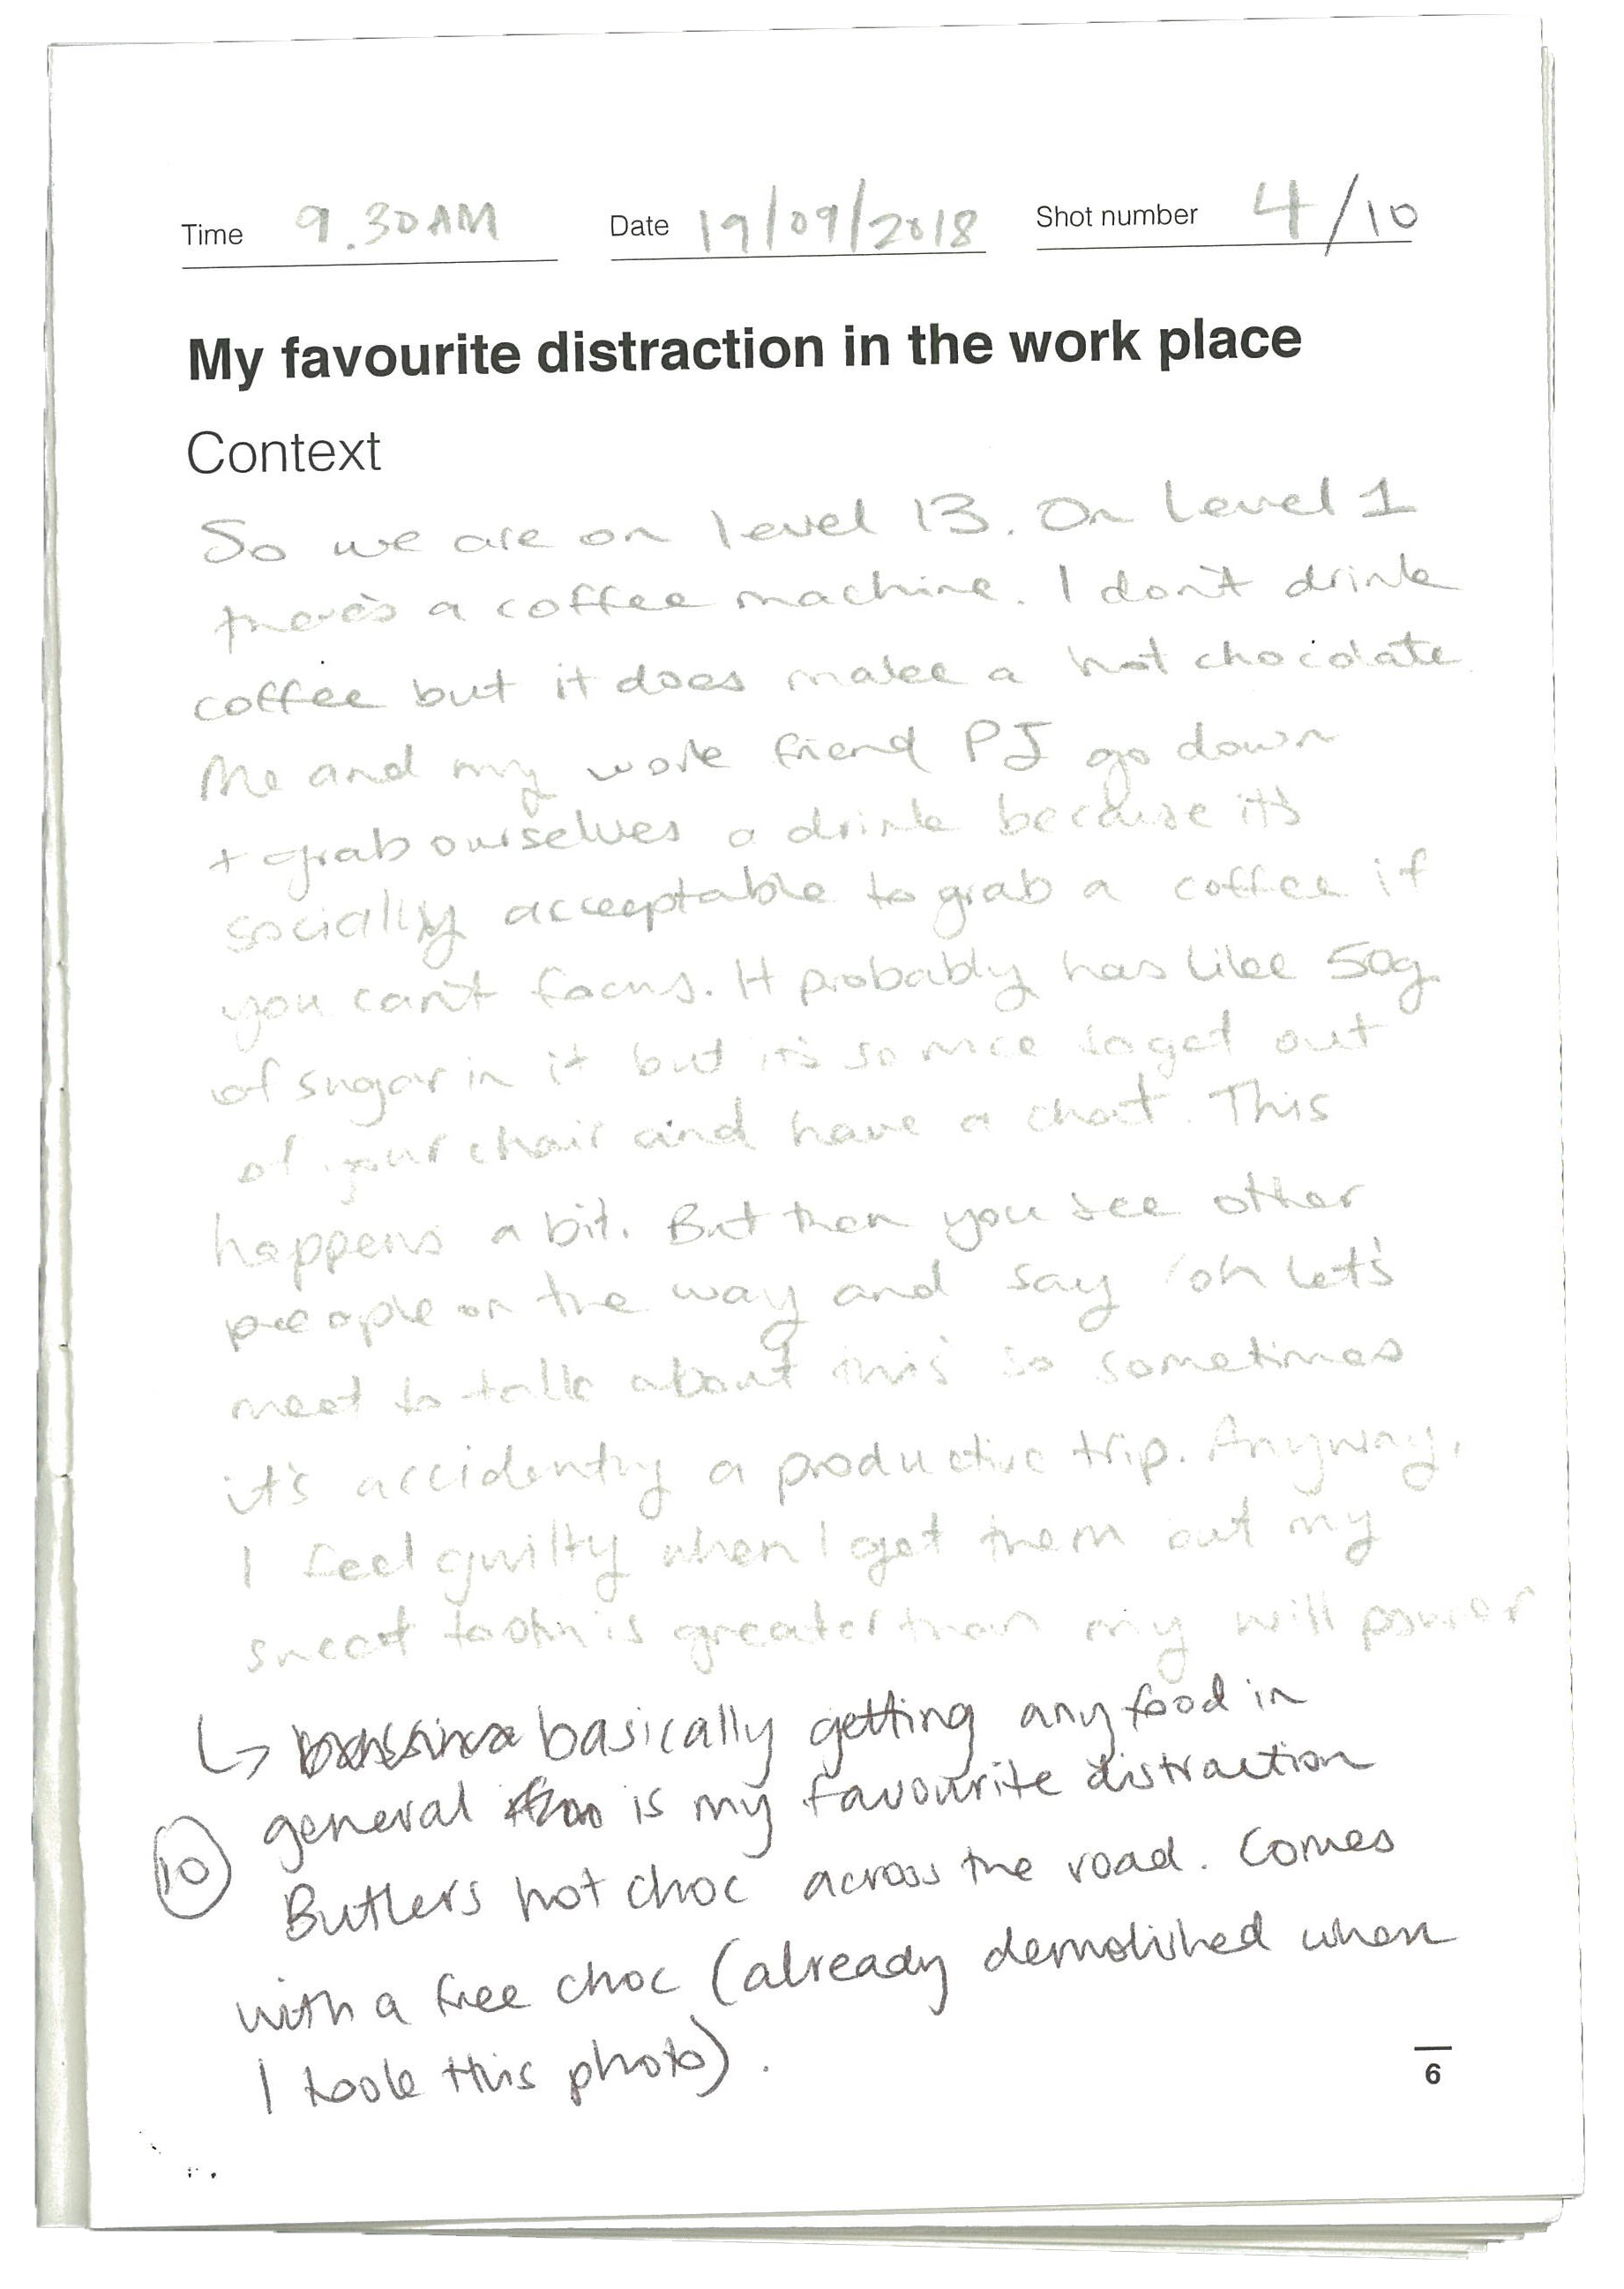 Time 9.30AM Date 19/09/2018 Shot number 4/10
My favourite distraction in the work place
Context
So we are on level 13. On Level 1
there's a coffee machine. I don't drink
coffee but it does make a hot chocolate
Me and my work friend PJ go down
+ grab ourselves a drink because it's
socially acceptable to grab a coffee if
you can't focus. It probably has like 50g
of sugar in it but it's so nice to get out
of your chair and have a chat. This
happens a bit. But then you see other
people on the way and say 'oh let's
meet to talk about this' so sometimes
it's accidently a productive trip. Anyway,
I feel guilty when I get them but my
sweet tooth is greater than my will power
↳ basically getting any food in
general is my favourite distraction
10 Butlers hot choc across the road. Comes
with a free choc (already demolished when
I took this photo).
6